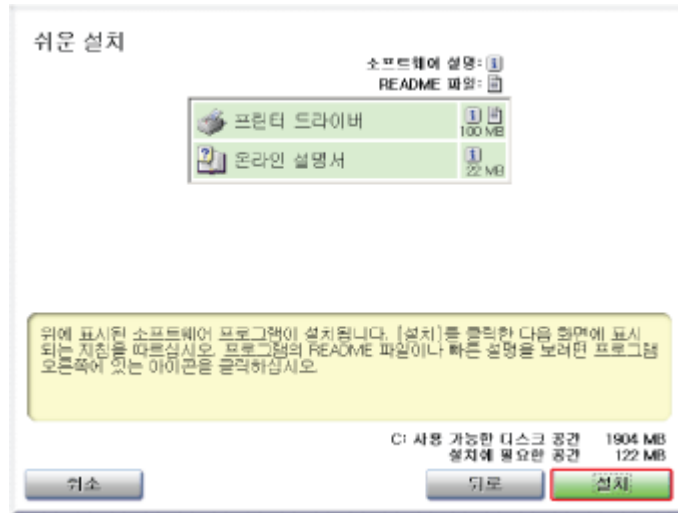 쉬운 설치
소프트웨어 설명:
README 파일:
프린터 드라이버
100 MB
온라인 설명서
22 MB
위에 표시된 소프트웨어 프로그램이 설치됩니다. [설치]를 클릭한 다음 화면에 표시
되는 지침을 따르십시오. 프로그램의 README 파일이나 빠른 설명을 보려면 프로그램
오른쪽에 있는 아이콘을 클릭하십시오.
C: 사용 가능한 디스크 공간 1904 MB
설치에 필요한 공간 122 MB
취소
뒤로
설치